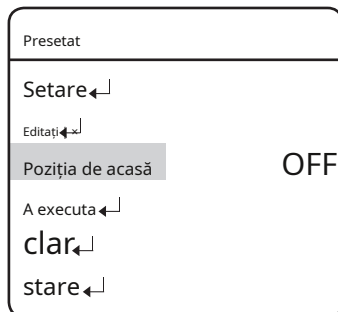 Presetat
Setare
Editați
Poziția de acasă OFF
A executa
clar
stare